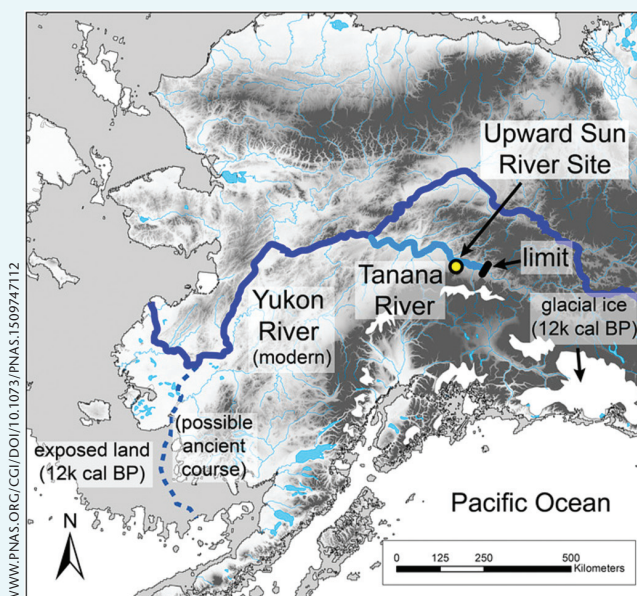 WWW.PNAS.ORG/CGI/DOI/10.1073/PNAS.1509747112
Upward Sun
River Site
limit
Tanana
River
glacial ice
(12k cal BP)
Yukon
River
(modern)
(possible
ancient
course)
exposed land
(12k cal BP)
N
Pacific Ocean
0 125 250 500
Kilometers